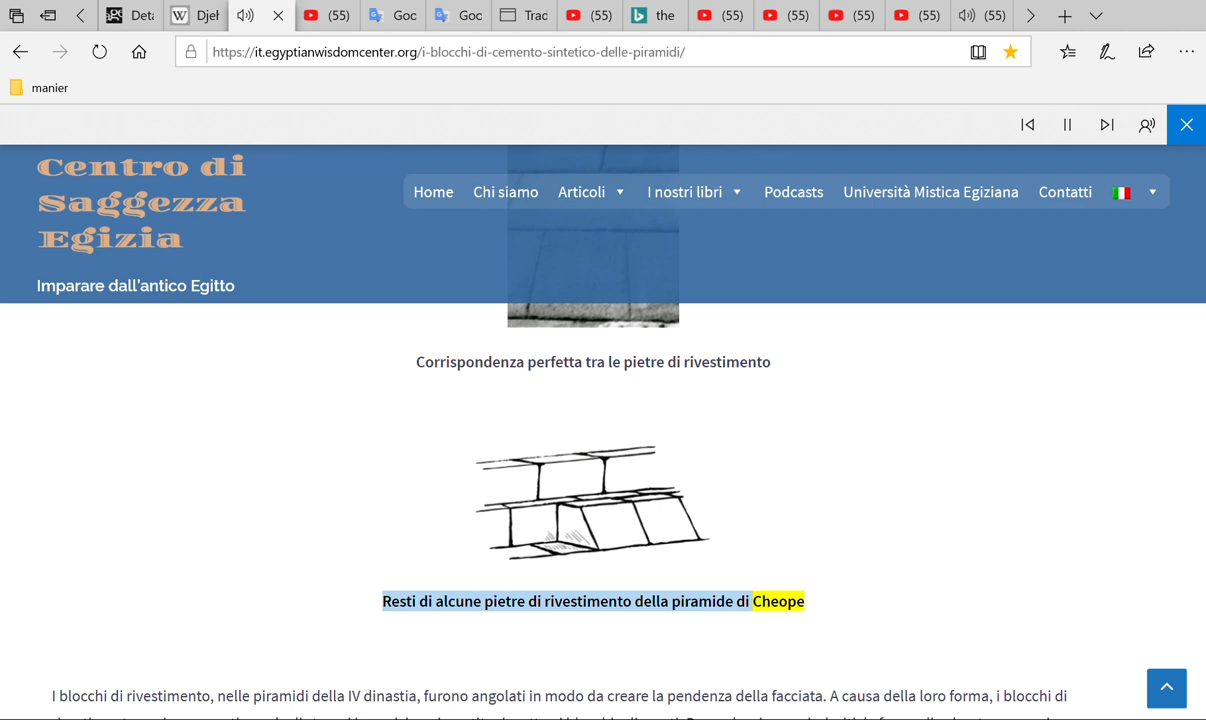 Deta
W Djeh
(55)
Goc
Goc
Trac
(55)
the
(55)
(55)
(55)
(55)
(55)
https://it.egyptianwisdomcenter.org/i-blocchi-di-cemento-sintetico-delle-piramidi/
manier
Centro di
Saggezza
Egizia
Imparare dall'antico Egitto
Home Chi siamo Articoli I nostri libri Podcasts Università Mistica Egiziana Contatti
Corrispondenza perfetta tra le pietre di rivestimento
Resti di alcune pietre di rivestimento della piramide di Cheope
I blocchi di rivestimento, nelle piramidi della IV dinastia, furono angolati in modo da creare la pendenza della facciata. A causa della loro forma, i blocchi di